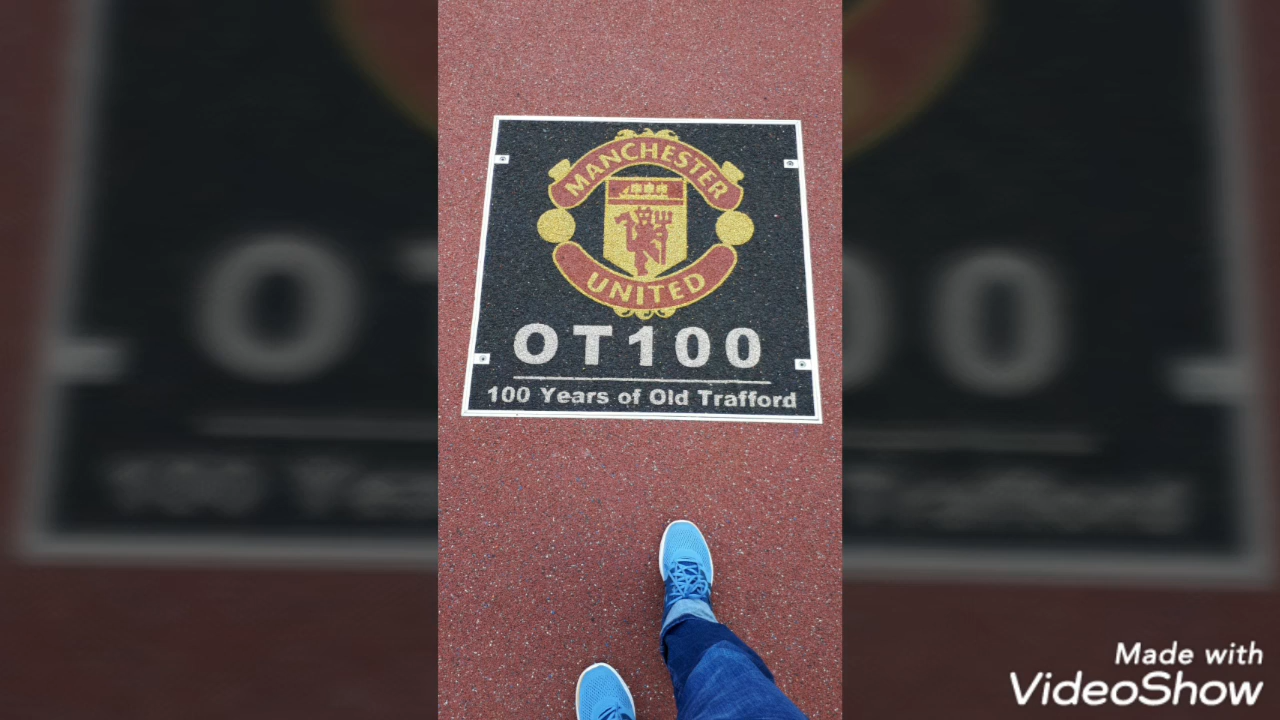 MANCHESTER
UNITED
OT100
100 Years of Old Trafford
Made with
VideoShow